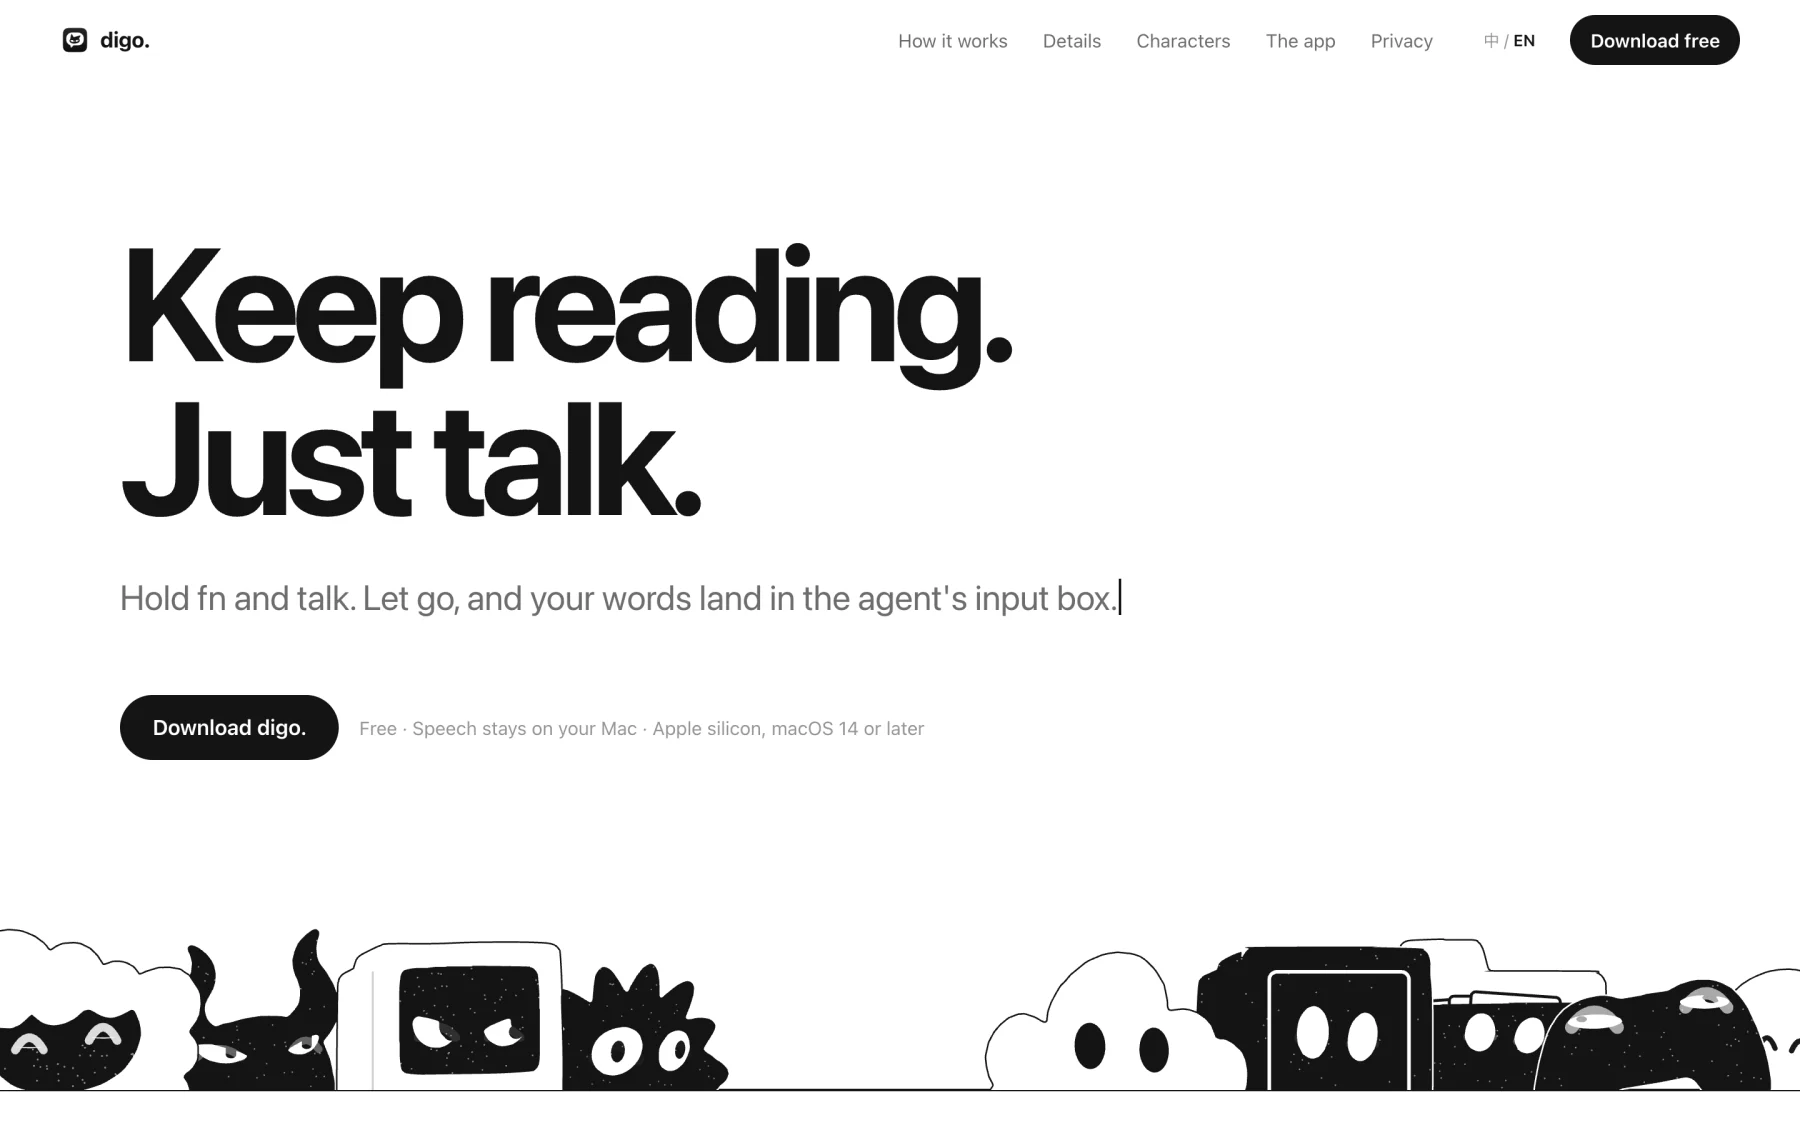 digo.
How it works
Details
Characters
The app
Privacy
中 / EN
Download free
Keep reading.
Just talk.
Hold fn and talk. Let go, and your words land in the agent's input box.
Download digo.
Free · Speech stays on your Mac · Apple silicon, macOS 14 or later